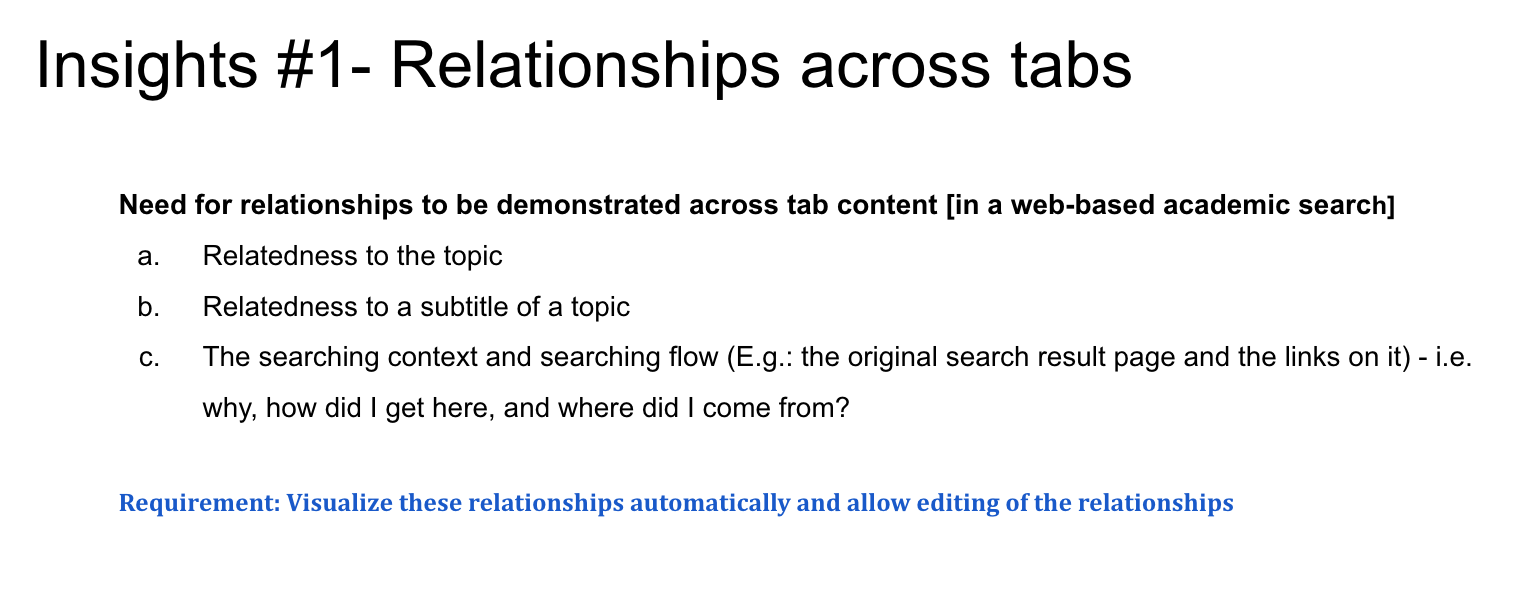 Insights #1- Relationships across tabs
Need for relationships to be demonstrated across tab content [in a web-based academic search]
a. Relatedness to the topic
b. Relatedness to a subtitle of a topic
c. The searching context and searching flow (E.g.: the original search result page and the links on it) - i.e.
why, how did I get here, and where did I come from?
Requirement: Visualize these relationships automatically and allow editing of the relationships